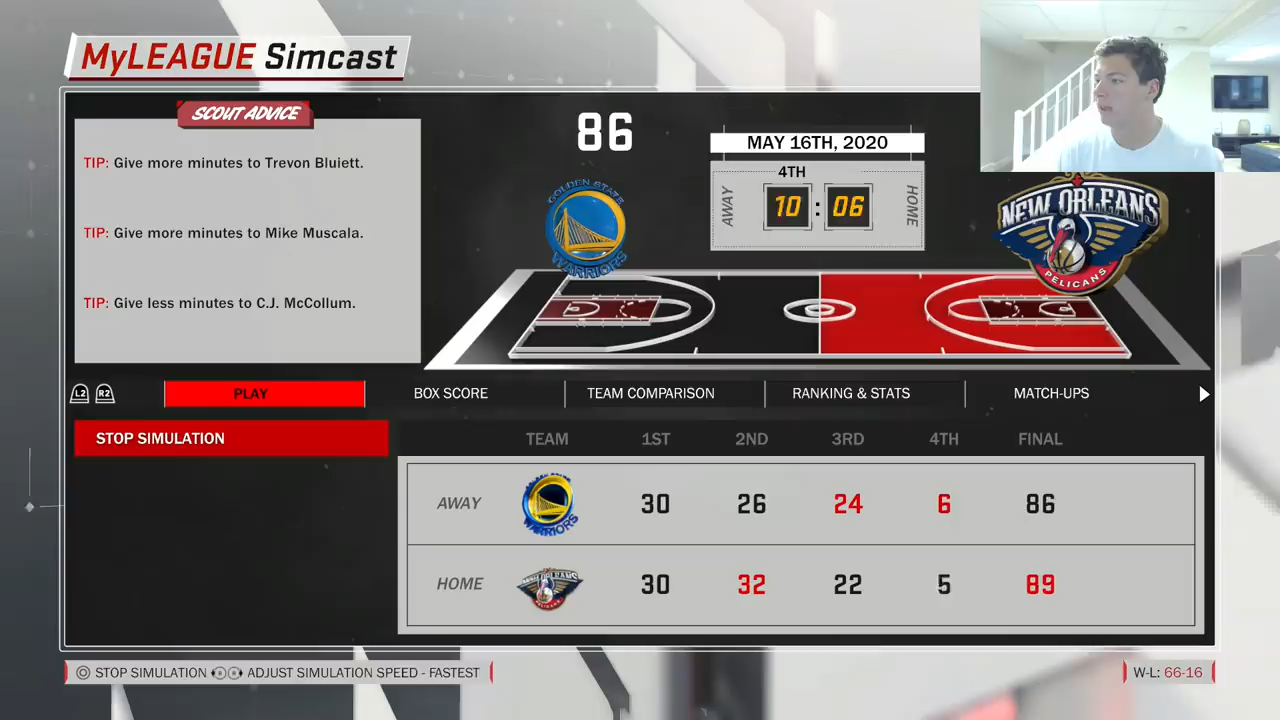 MyLEAGUE Simcast
SCOUT ADVICE
TIP: Give more minutes to Trevon Bluiett.
TIP: Give more minutes to Mike Muscala.
TIP: Give less minutes to C.J. McCollum.
86
MAY 16TH, 2020
4TH
AWAY
10 : 06
HOME
GOLDEN STATE
WARRIORS
NEW ORLEANS
PELICANS
L2 R2
PLAY
BOX SCORE
TEAM COMPARISON
RANKING & STATS
MATCH-UPS
STOP SIMULATION
TEAM 1ST 2ND 3RD 4TH FINAL
AWAY WARRIORS 30 26 24 6 86
HOME NEW ORLEANS PELICANS 30 32 22 5 89
STOP SIMULATION ADJUST SIMULATION SPEED - FASTEST
W-L: 66-16